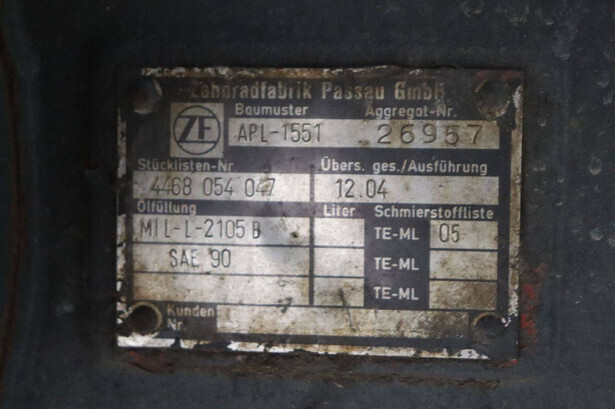 Zahnradfabrik Passau GmbH
ZF
Baumuster Aggregat-Nr.
APL-1551 26957
Stücklisten-Nr Übers. ges./Ausführung
4468 054 047 12.04
Ölfüllung Liter Schmierstoffliste
MIL-L-2105 B TE-ML 05
SAE 90 TE-ML
TE-ML
Kunden
Nr.